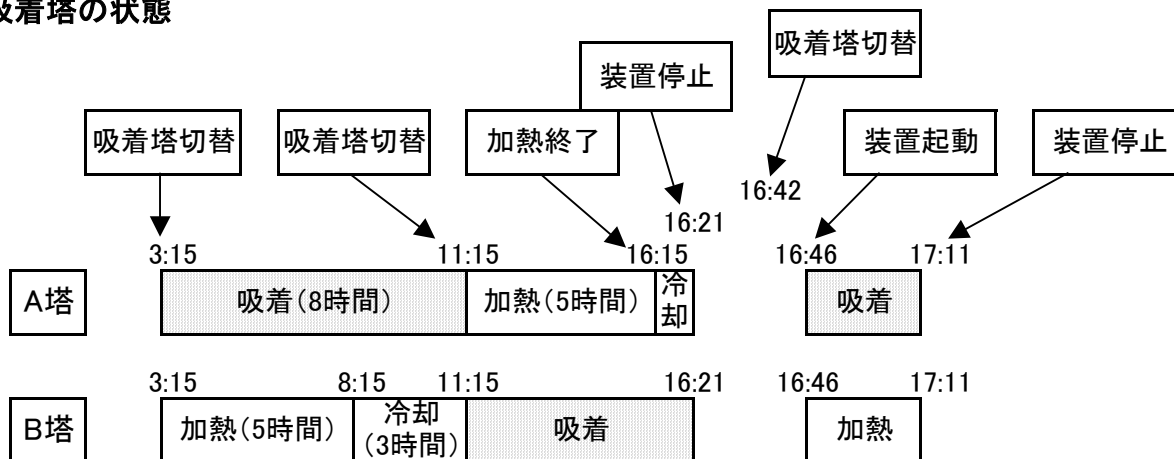 吸着塔の状態
吸着塔切替
装置停止
吸着塔切替
吸着塔切替
加熱終了
装置起動
装置停止
16:42
16:21
3:15
11:15
16:15
16:46
17:11
A塔
吸着(8時間)
加熱(5時間)
冷
却
吸着
3:15
8:15
11:15
16:21
16:46
17:11
B塔
加熱(5時間)
冷却
(3時間)
吸着
加熱